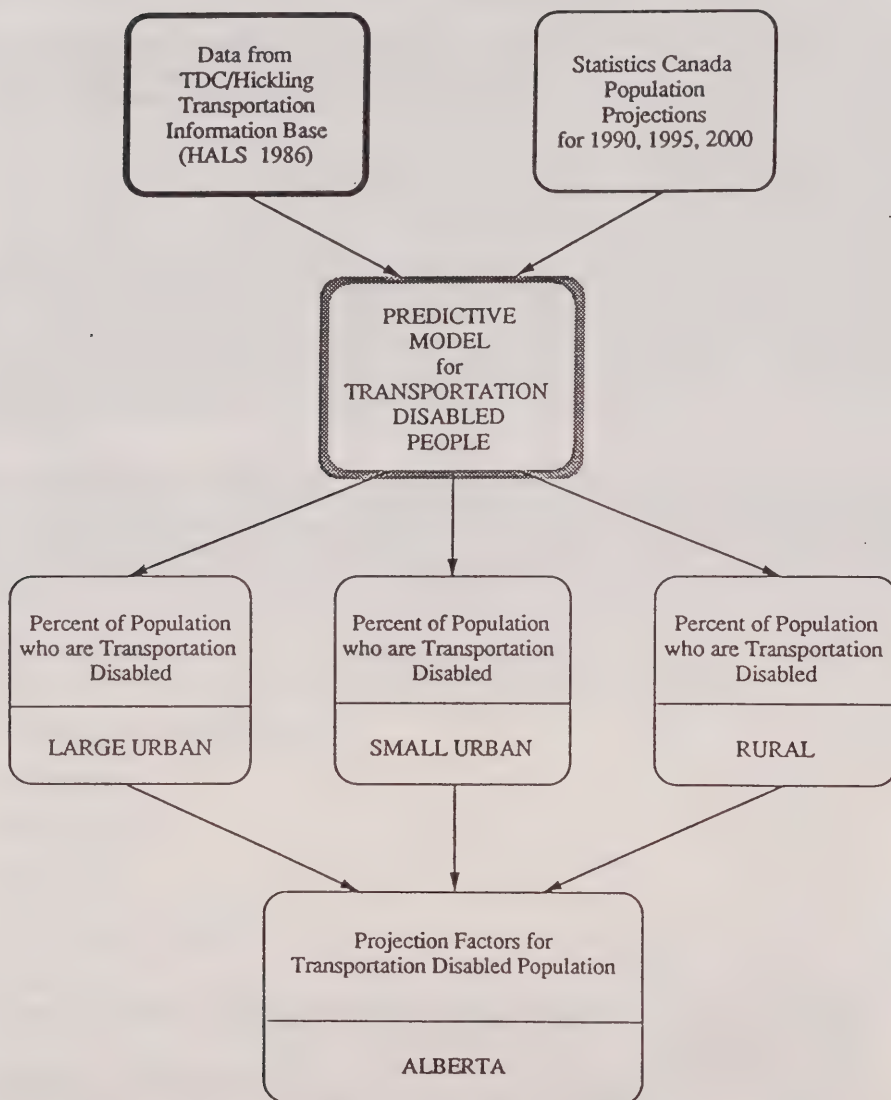 Data from
TDC/Hickling
Transportation
Information Base
(HALS 1986)
Statistics Canada
Population
Projections
for 1990, 1995, 2000
PREDICTIVE
MODEL
for
TRANSPORTATION
DISABLED
PEOPLE
Percent of Population
who are Transportation
Disabled
LARGE URBAN
Percent of Population
who are Transportation
Disabled
SMALL URBAN
Percent of Population
who are Transportation
Disabled
RURAL
Projection Factors for
Transportation Disabled Population
ALBERTA